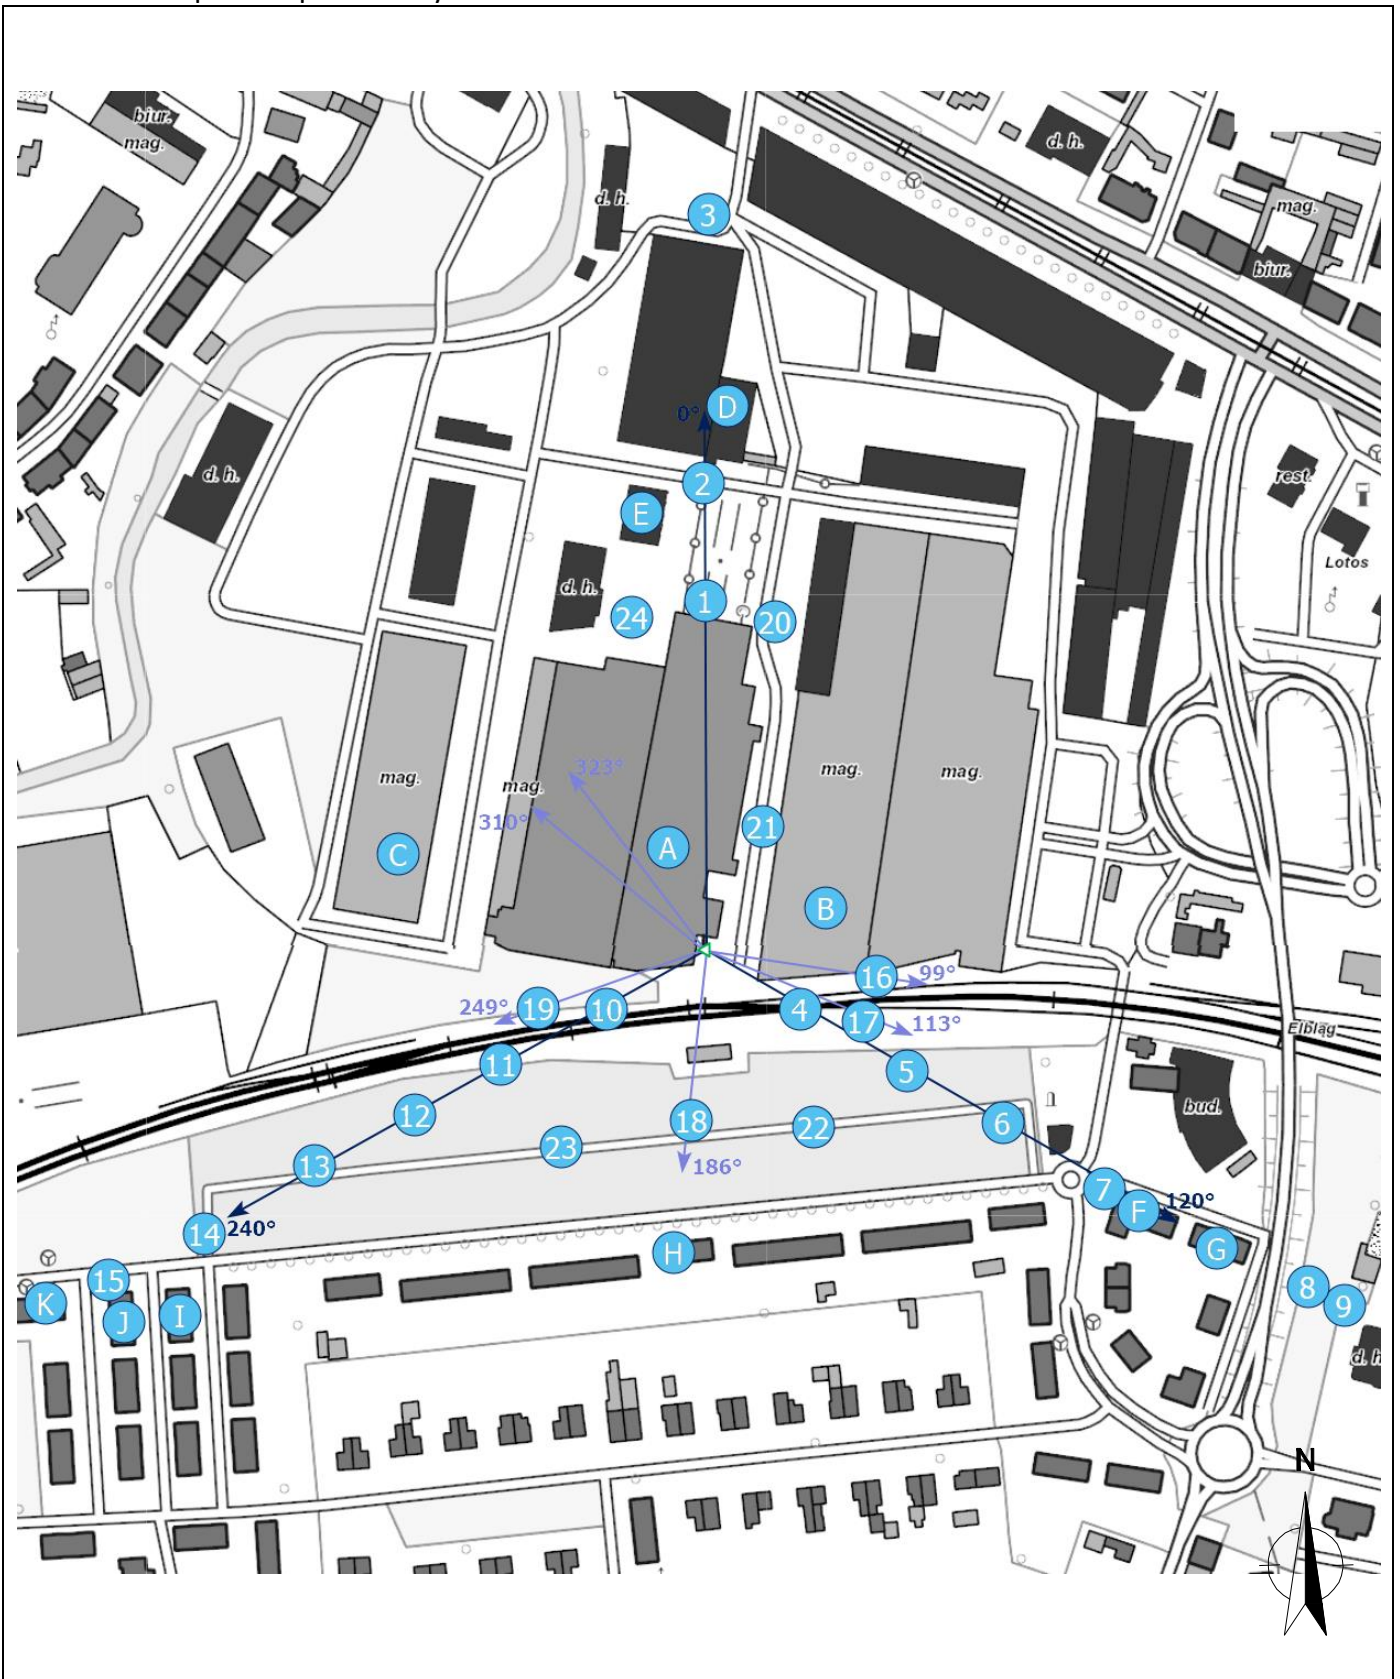 biur.
mag.
d. h.
d. h.
3
mag.
biur.
D
0°
d. h.
2
rest.
E
Lotos
d. h.
1
24
20
323°
mag.
mag.
mag.
mag.
310°
21
A
C
B
16
99°
249°
19
10
4
17
113°
Elbląg
11
5
bud.
12
18
22
6
23
13
186°
7
F
120°
14
240°
G
H
15
8
K
J
I
9
d. h
N